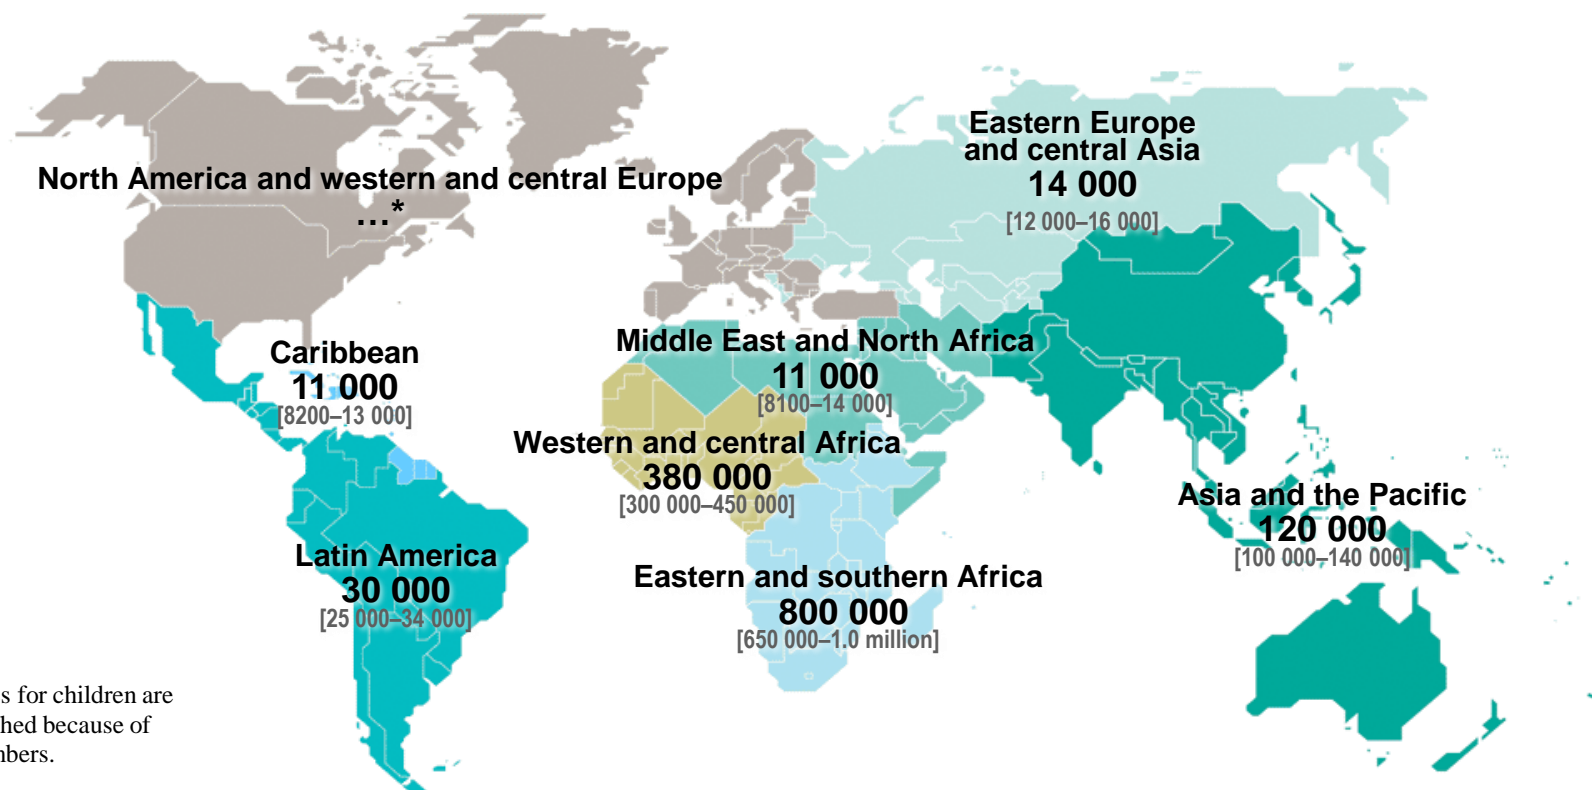 Eastern Europe
and central Asia
14 000
[12 000–16 000]
North America and western and central Europe
…*
Caribbean
11 000
[8200–13 000]
Middle East and North Africa
11 000
[8100–14 000]
Western and central Africa
380 000
[300 000–450 000]
Asia and the Pacific
120 000
[100 000–140 000]
Latin America
30 000
[25 000–34 000]
Eastern and southern Africa
800 000
[650 000–1.0 million]
for children are
because of